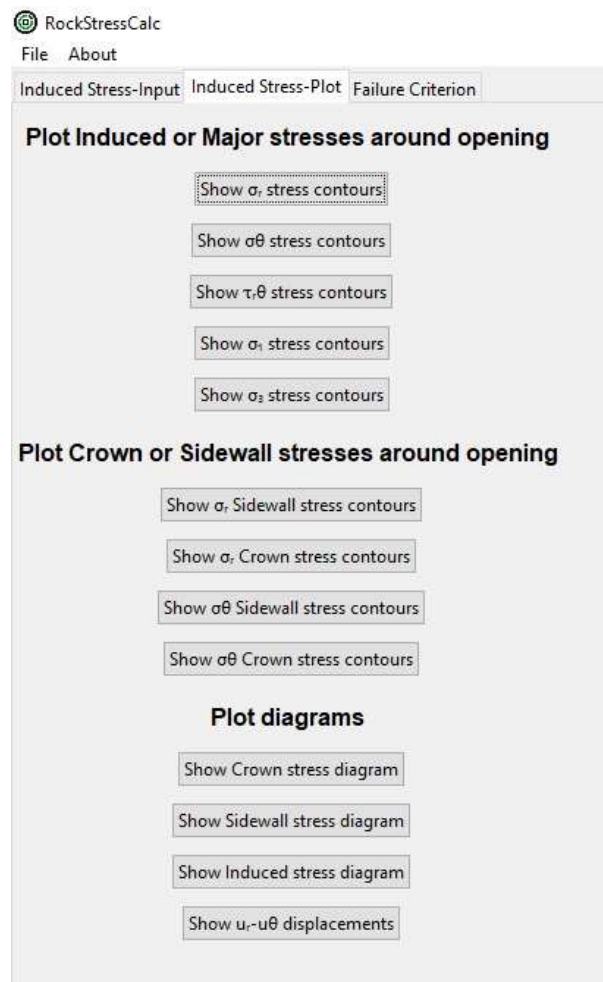 RockStressCalc
File About
Induced Stress-Input Induced Stress-Plot Failure Criterion
Plot Induced or Major stresses around opening
Show σᵣ stress contours
Show σθ stress contours
Show τᵣθ stress contours
Show σ₁ stress contours
Show σ₃ stress contours
Plot Crown or Sidewall stresses around opening
Show σᵣ Sidewall stress contours
Show σᵣ Crown stress contours
Show σθ Sidewall stress contours
Show σθ Crown stress contours
Plot diagrams
Show Crown stress diagram
Show Sidewall stress diagram
Show Induced stress diagram
Show uᵣ-uθ displacements